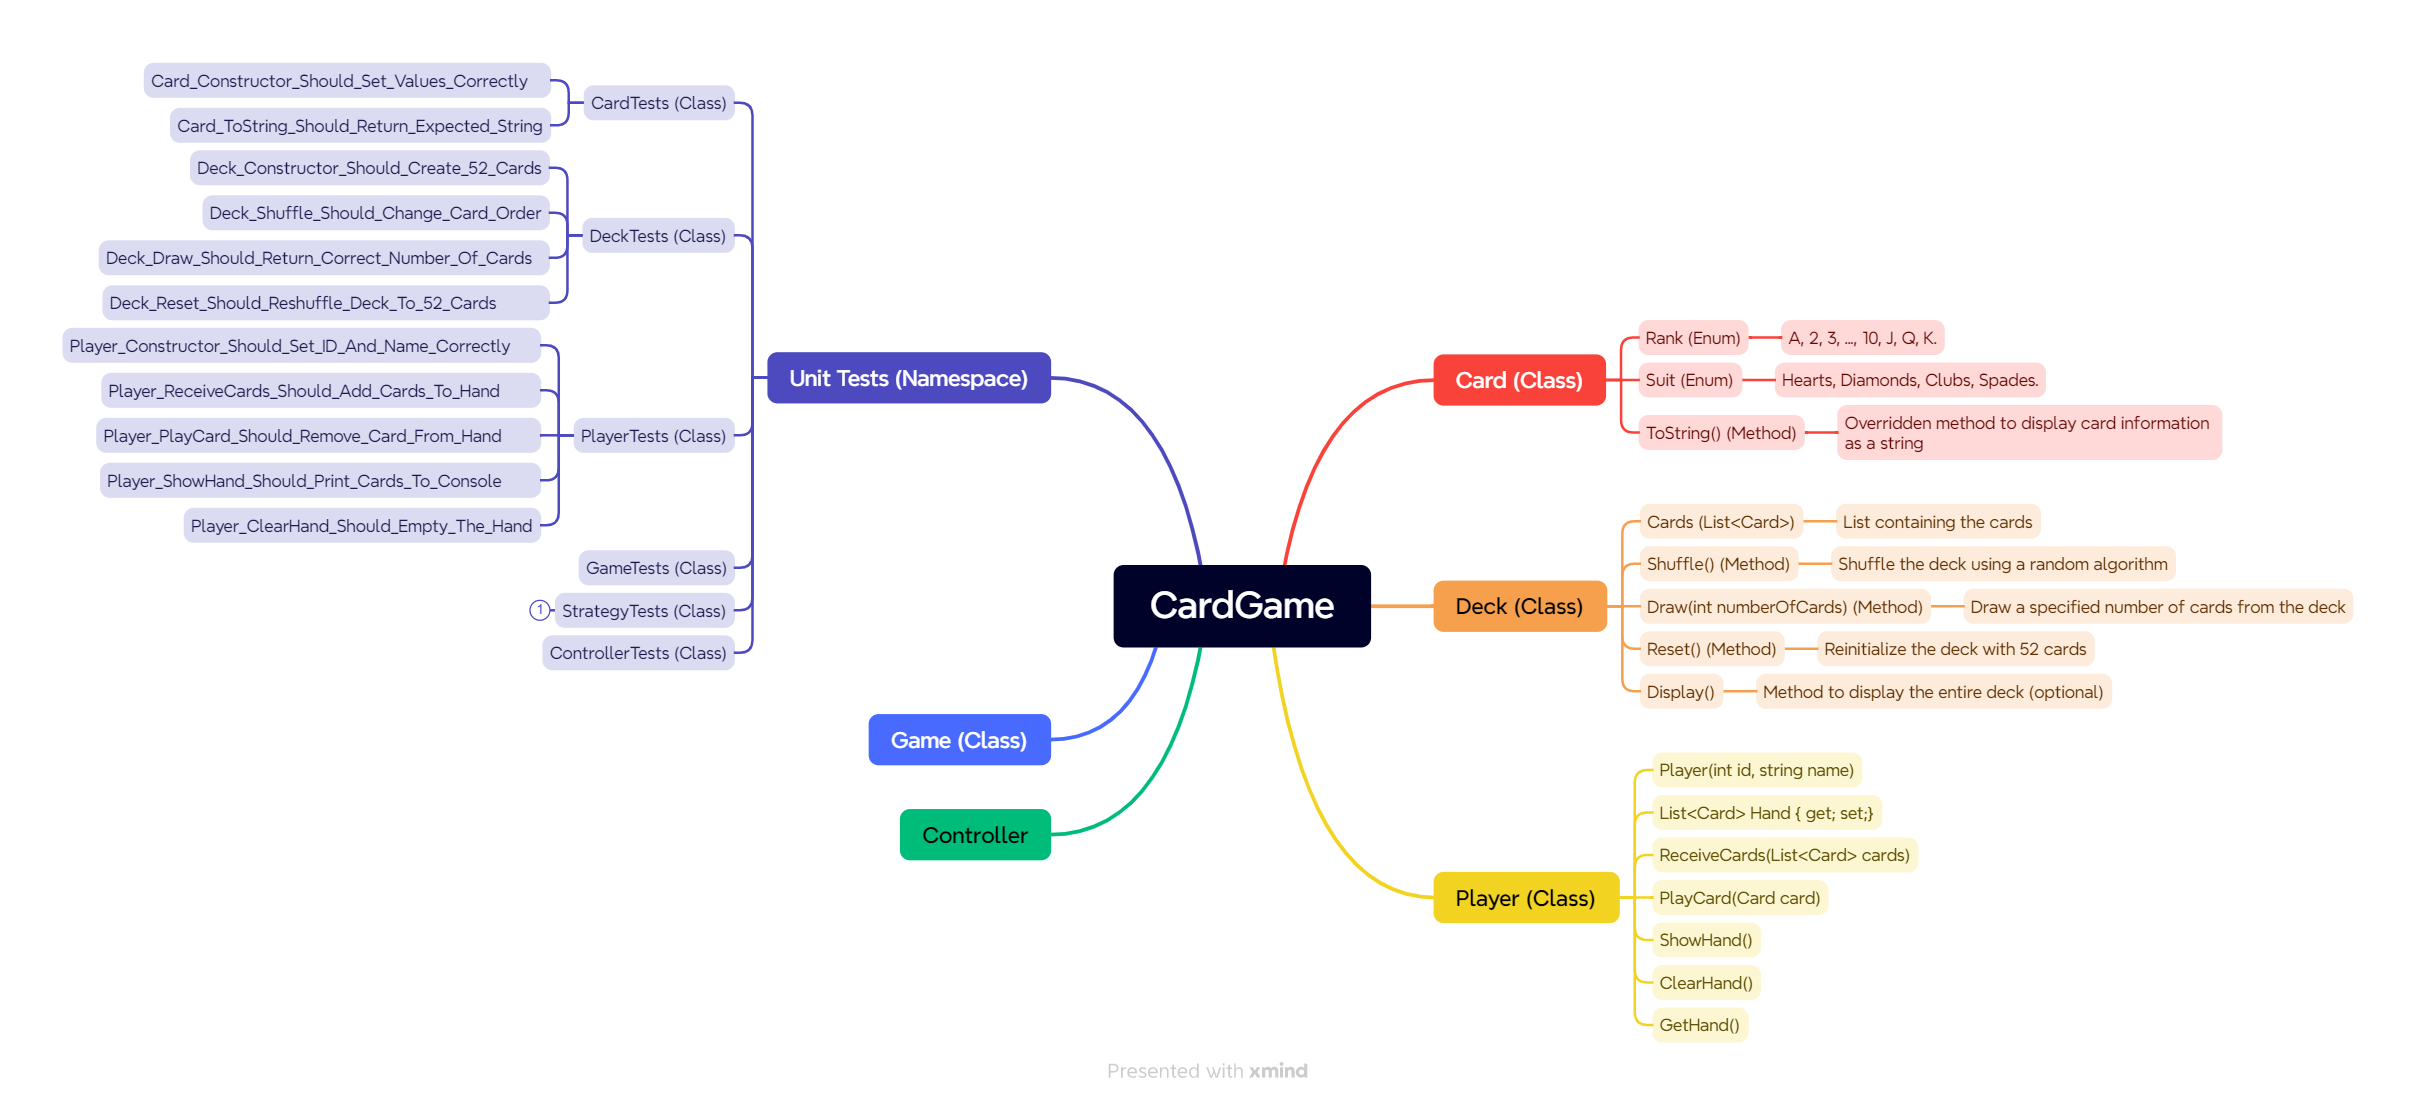 CardGame
Card (Class)
Rank (Enum)
A, 2, 3, ..., 10, J, Q, K.
Suit (Enum)
Hearts, Diamonds, Clubs, Spades.
ToString() (Method)
Overridden method to display card information
as a string
Deck (Class)
Cards (List<Card>)
List containing the cards
Shuffle() (Method)
Shuffle the deck using a random algorithm
Draw(int numberOfCards) (Method)
Draw a specified number of cards from the deck
Reset() (Method)
Reinitialize the deck with 52 cards
Display()
Method to display the entire deck (optional)
Player (Class)
Player(int id, string name)
List<Card> Hand { get; set;}
ReceiveCards(List<Card> cards)
PlayCard(Card card)
ShowHand()
ClearHand()
GetHand()
Unit Tests (Namespace)
CardTests (Class)
Card_Constructor_Should_Set_Values_Correctly
Card_ToString_Should_Return_Expected_String
DeckTests (Class)
Deck_Constructor_Should_Create_52_Cards
Deck_Shuffle_Should_Change_Card_Order
Deck_Draw_Should_Return_Correct_Number_Of_Cards
Deck_Reset_Should_Reshuffle_Deck_To_52_Cards
PlayerTests (Class)
Player_Constructor_Should_Set_ID_And_Name_Correctly
Player_ReceiveCards_Should_Add_Cards_To_Hand
Player_PlayCard_Should_Remove_Card_From_Hand
Player_ShowHand_Should_Print_Cards_To_Console
Player_ClearHand_Should_Empty_The_Hand
GameTests (Class)
StrategyTests (Class)
1
ControllerTests (Class)
Game (Class)
Controller
Presented with xmind